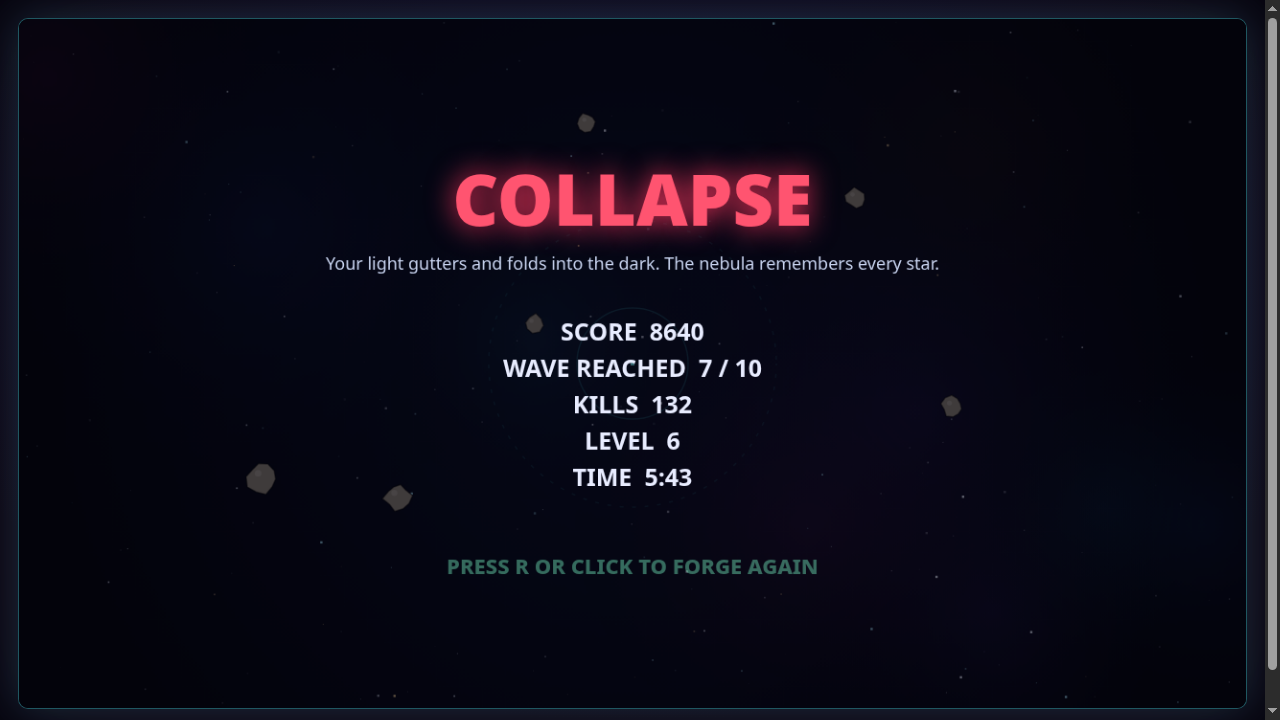 COLLAPSE
Your light gutters and folds into the dark. The nebula remembers every star.
SCORE 8640
WAVE REACHED 7 / 10
KILLS 132
LEVEL 6
TIME 5:43
PRESS R OR CLICK TO FORGE AGAIN